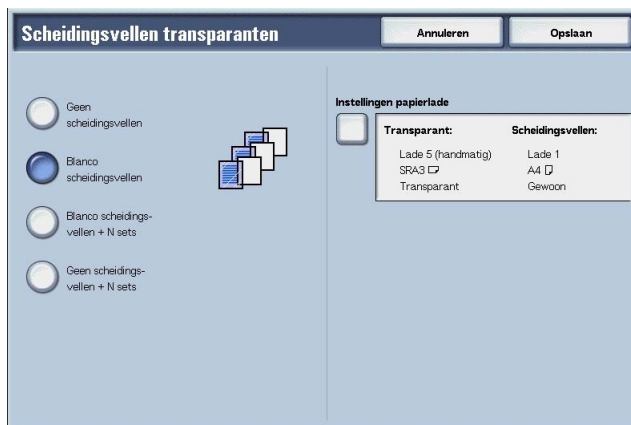 Scheidingsvellen transparanten
Annuleren
Opslaan
Geen
scheidingsvellen
Blanco
scheidingsvellen
Blanco scheidings-
vellen + N sets
Geen scheidings-
vellen + N sets
Instellingen papierlade
Transparant:
Scheidingsvellen:
Lade 5 (handmatig)
Lade 1
SRA3
A4
Transparant
Gewoon